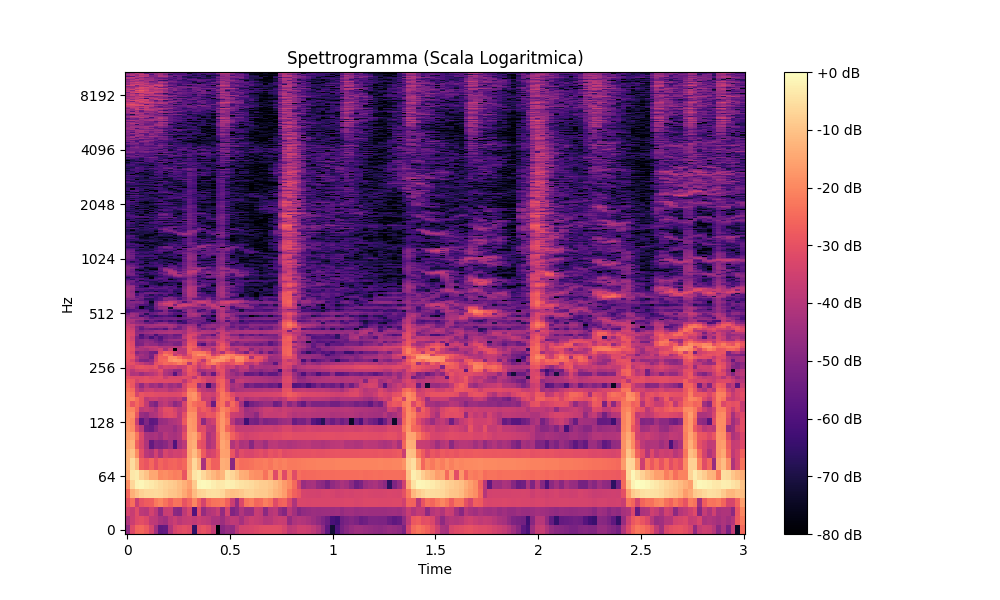 Spettrogramma (Scala Logaritmica)
Hz
8192
4096
2048
1024
512
256
128
64
0
0
0.5
1
1.5
2
2.5
3
Time
+0 dB
-10 dB
-20 dB
-30 dB
-40 dB
-50 dB
-60 dB
-70 dB
-80 dB